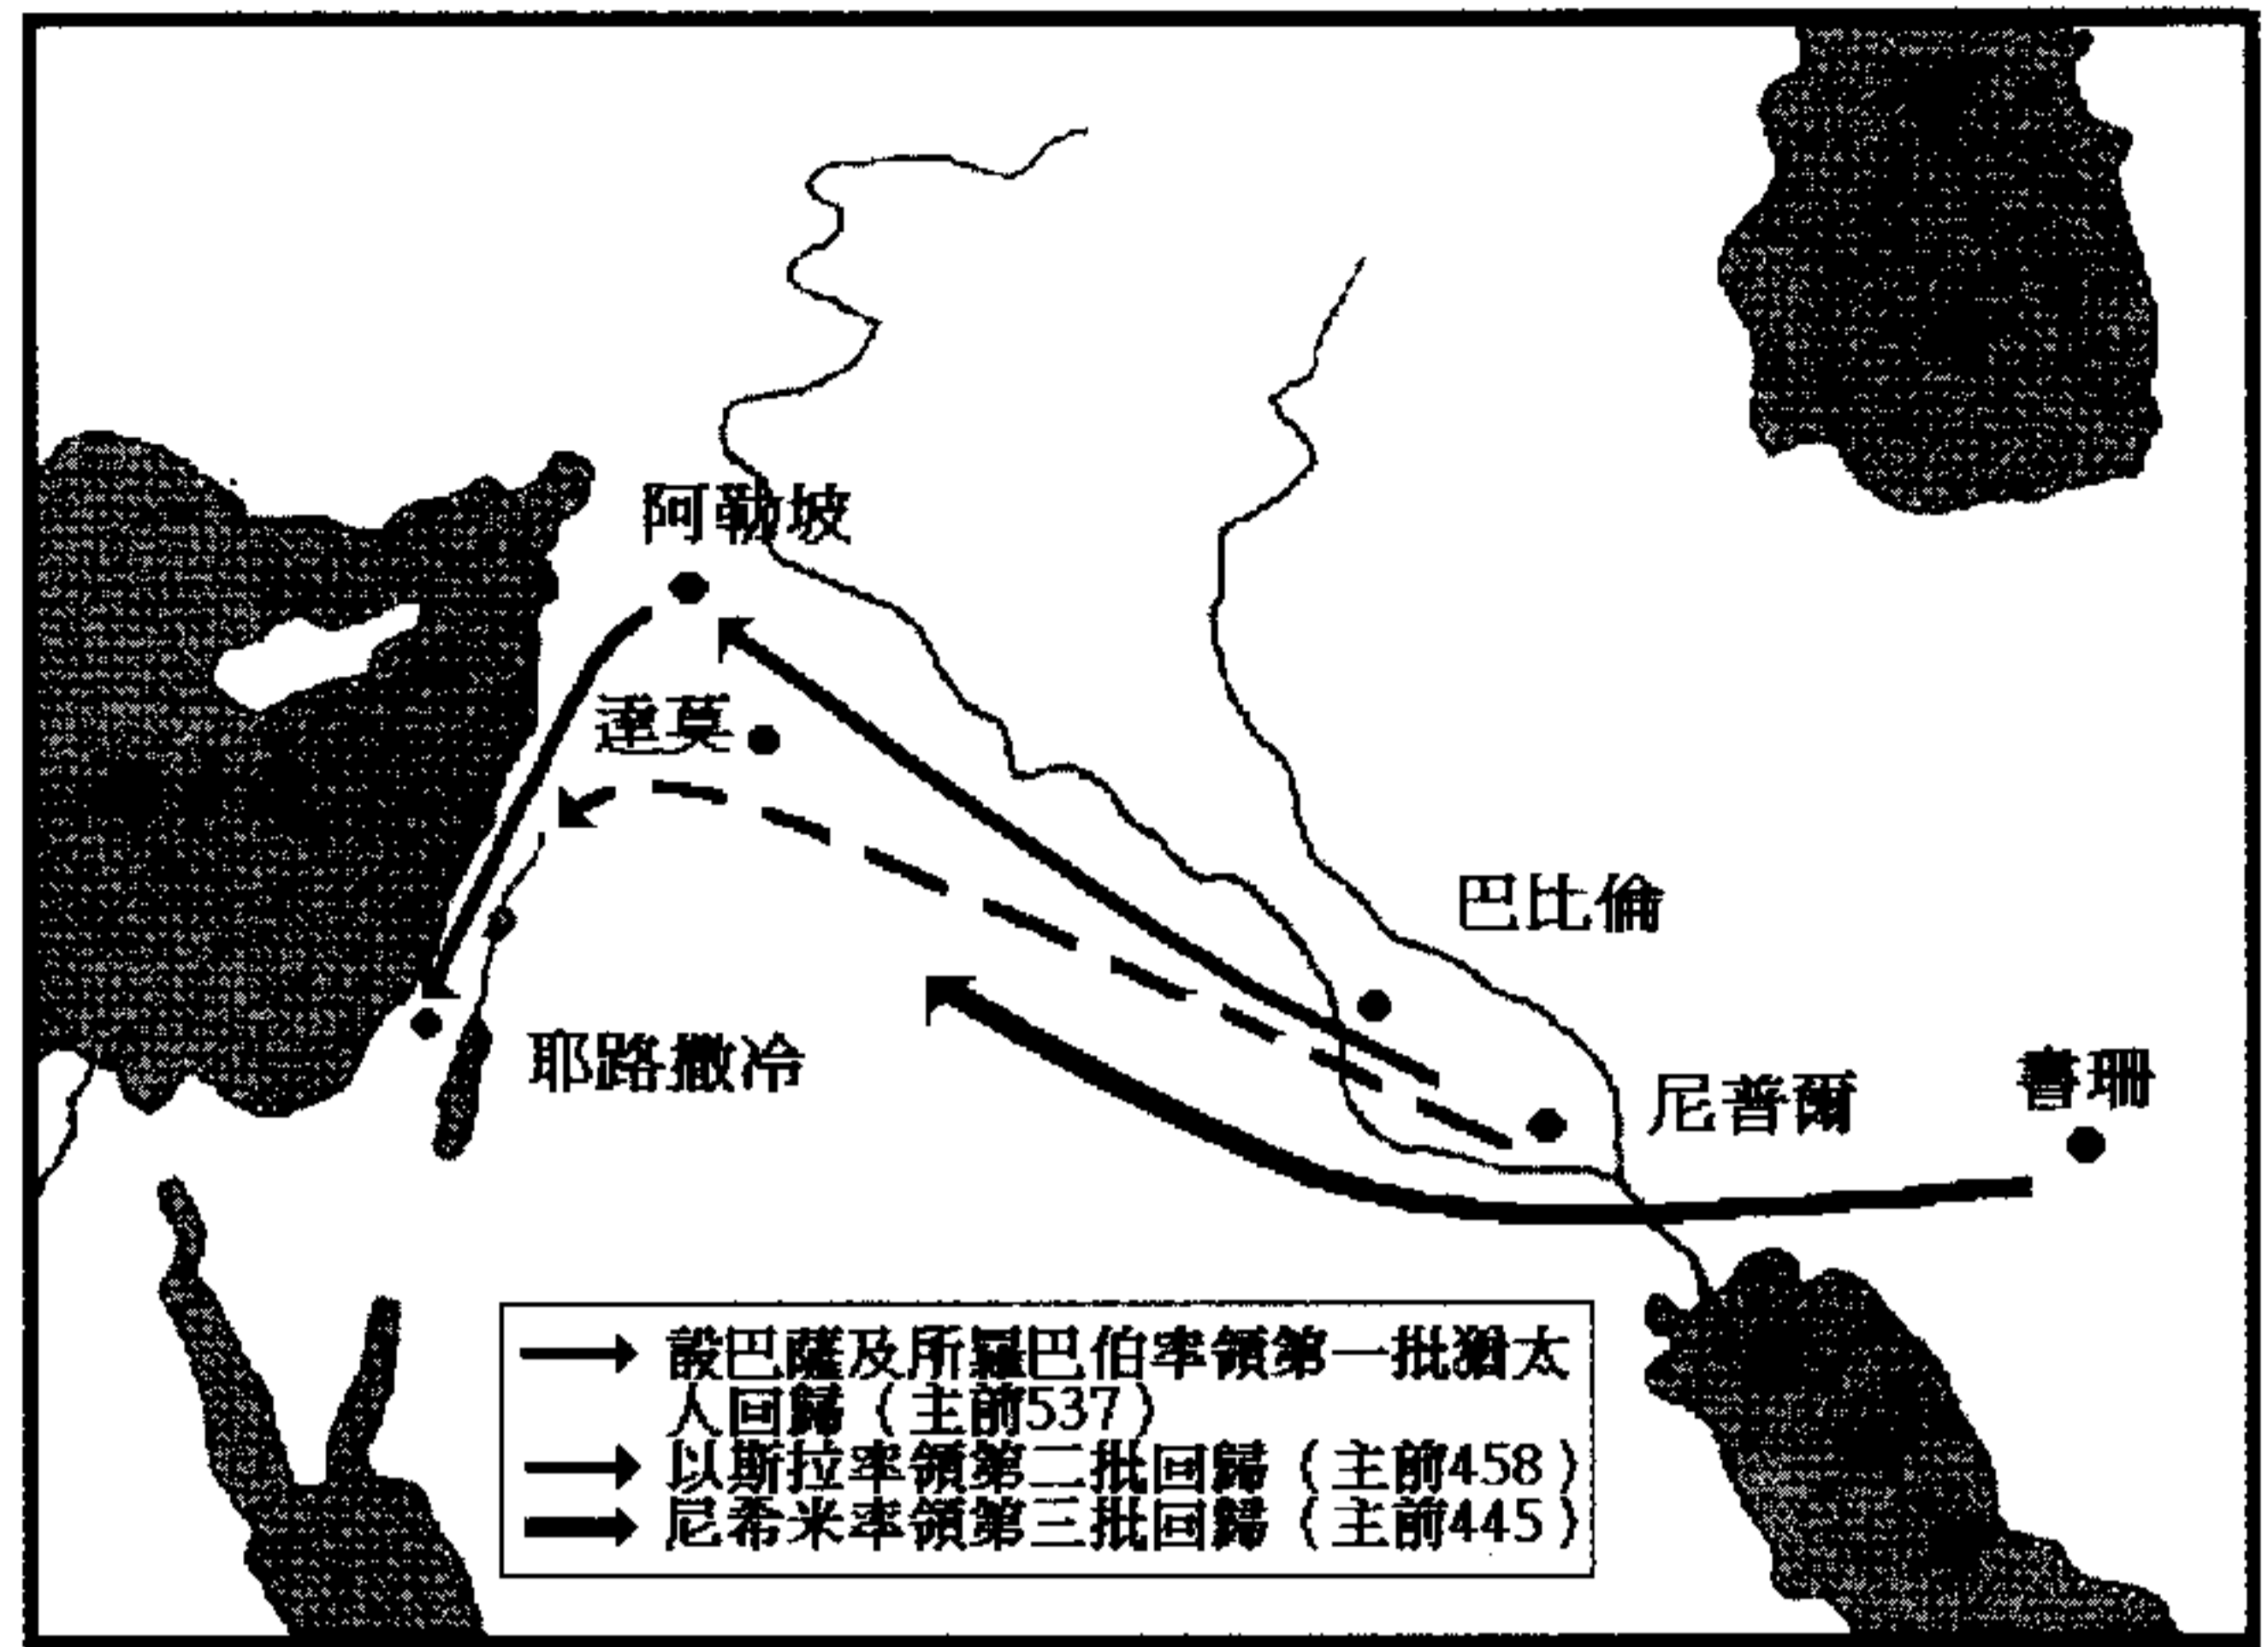 阿勒坡
達莫
巴比倫
耶路撒冷
尼普爾
書珊
設巴薩及所羅巴伯率領第一批猶太
人回歸（主前537）
以斯拉率領第二批回歸（主前458）
尼希米率領第三批回歸（主前445）